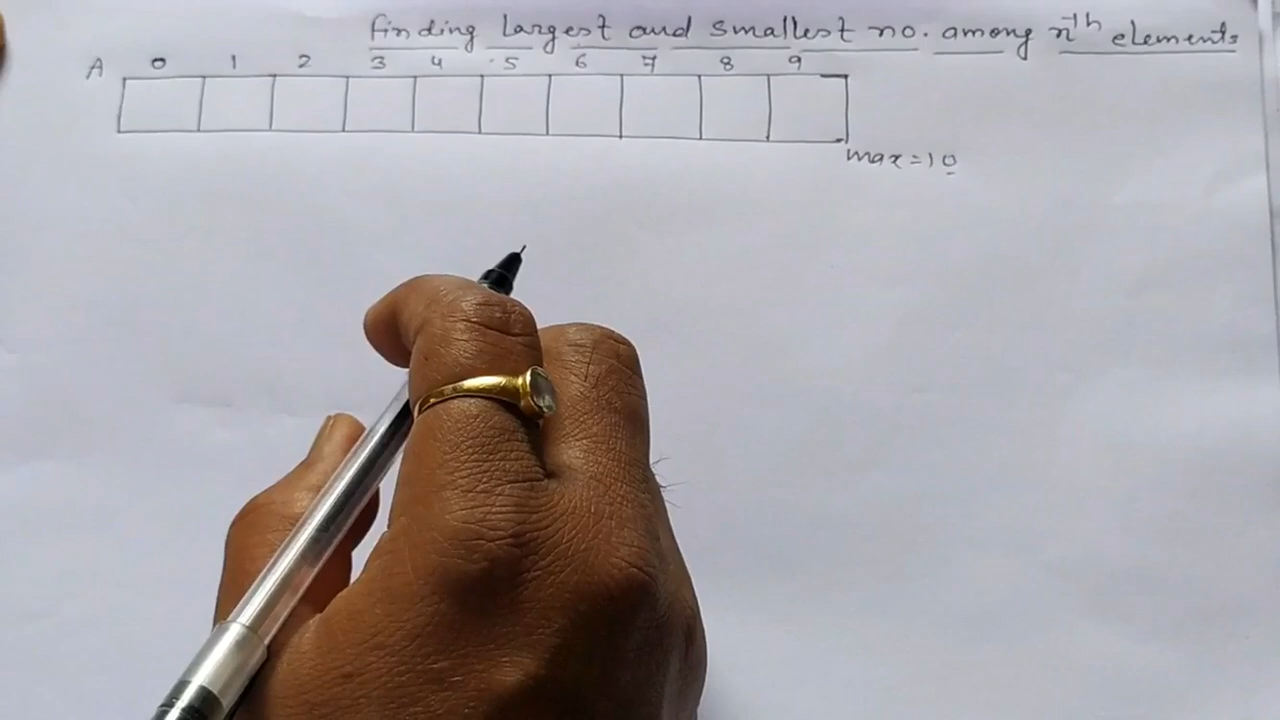 finding largest and smallest no. among nth elements
A 0 1 2 3 4 5 6 7 8 9
max=10